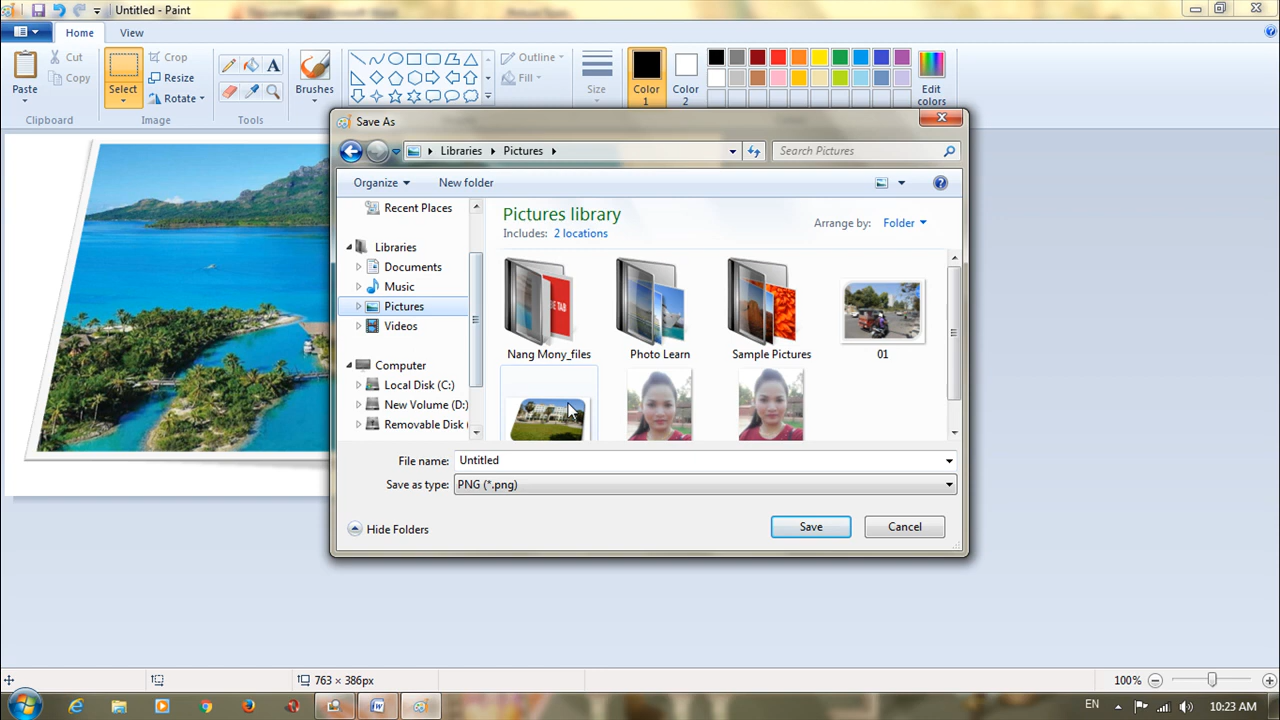 Untitled - Paint
Home
View
Paste
Cut
Copy
Clipboard
Select
Crop
Resize
Rotate
Image
A
Tools
Brushes
Outline
Fill
Size
Color
1
Color
2
Edit
colors
Save As
Libraries
Pictures
Search Pictures
Organize
New folder
Recent Places
Libraries
Documents
Music
Pictures
Videos
Computer
Local Disk (C:)
New Volume (D:)
Removable Disk
Pictures library
Includes: 2 locations
Arrange by: Folder
Nang Mony_files
Photo Learn
Sample Pictures
01
File name: Untitled
Save as type: PNG (*.png)
Hide Folders
Save
Cancel
763 × 386px
100%
EN
10:23 AM